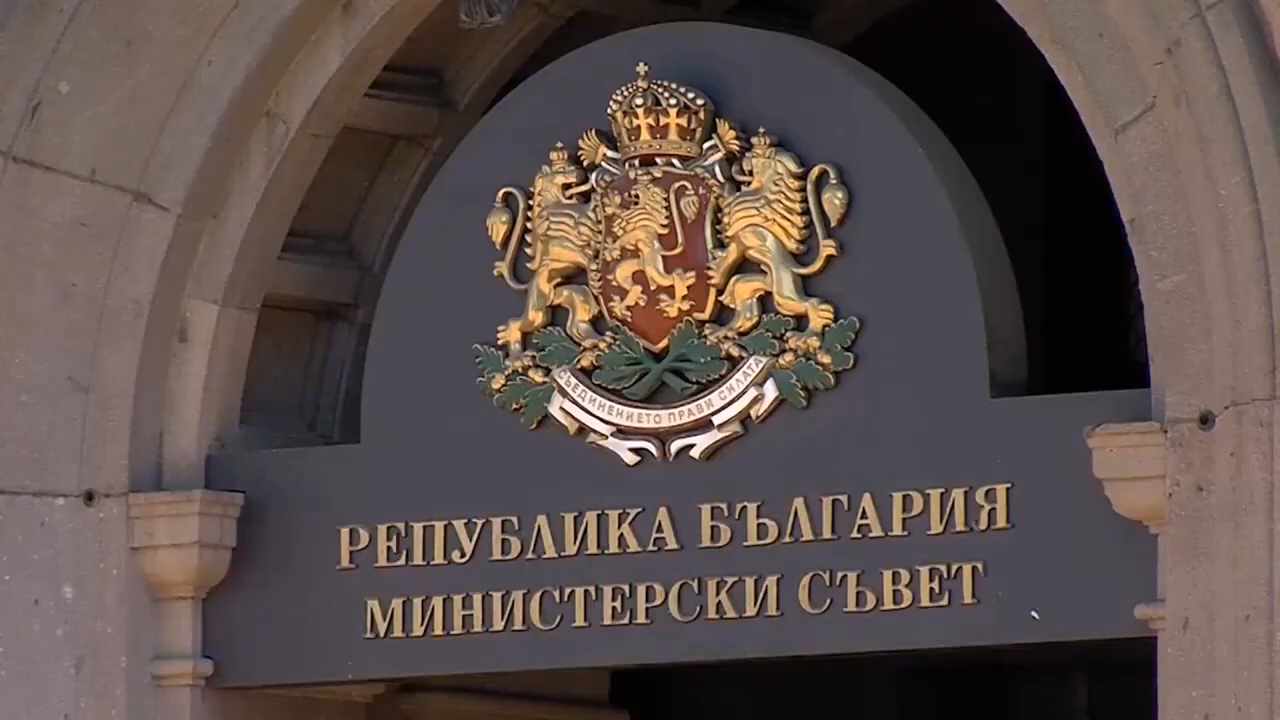 СЪЕДИНЕНИЕТО ПРАВИ СИЛАТА
РЕПУБЛИКА БЪЛГАРИЯ
МИНИСТЕРСКИ СЪВЕТ